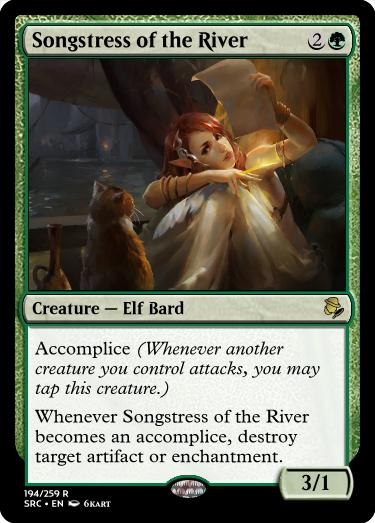 Songstress of the River 2
Creature — Elf Bard
Accomplice (Whenever another
creature you control attacks, you may
tap this creature.)
Whenever Songstress of the River
becomes an accomplice, destroy
target artifact or enchantment.
3/1
194/259 R
SRC • EN 6KART